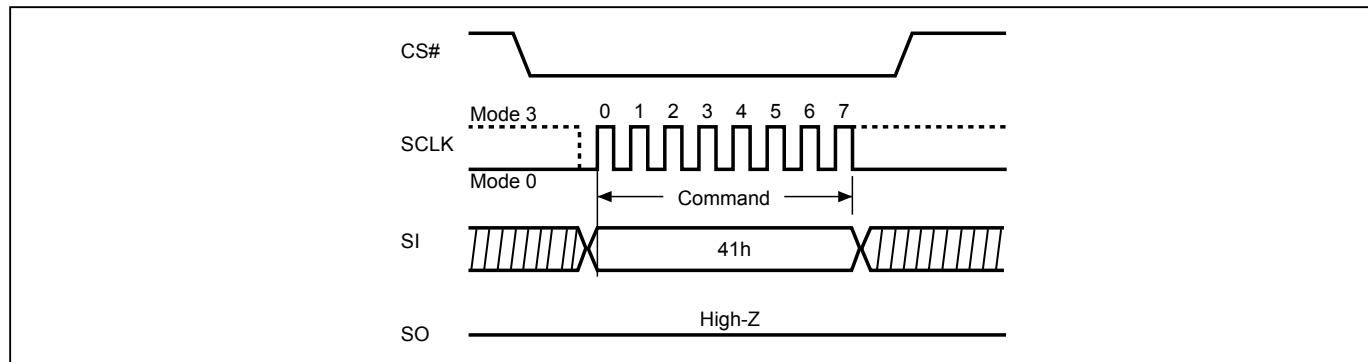 CS#
Mode 3
0 1 2 3 4 5 6 7
SCLK
Mode 0
Command
SI
41h
High-Z
SO